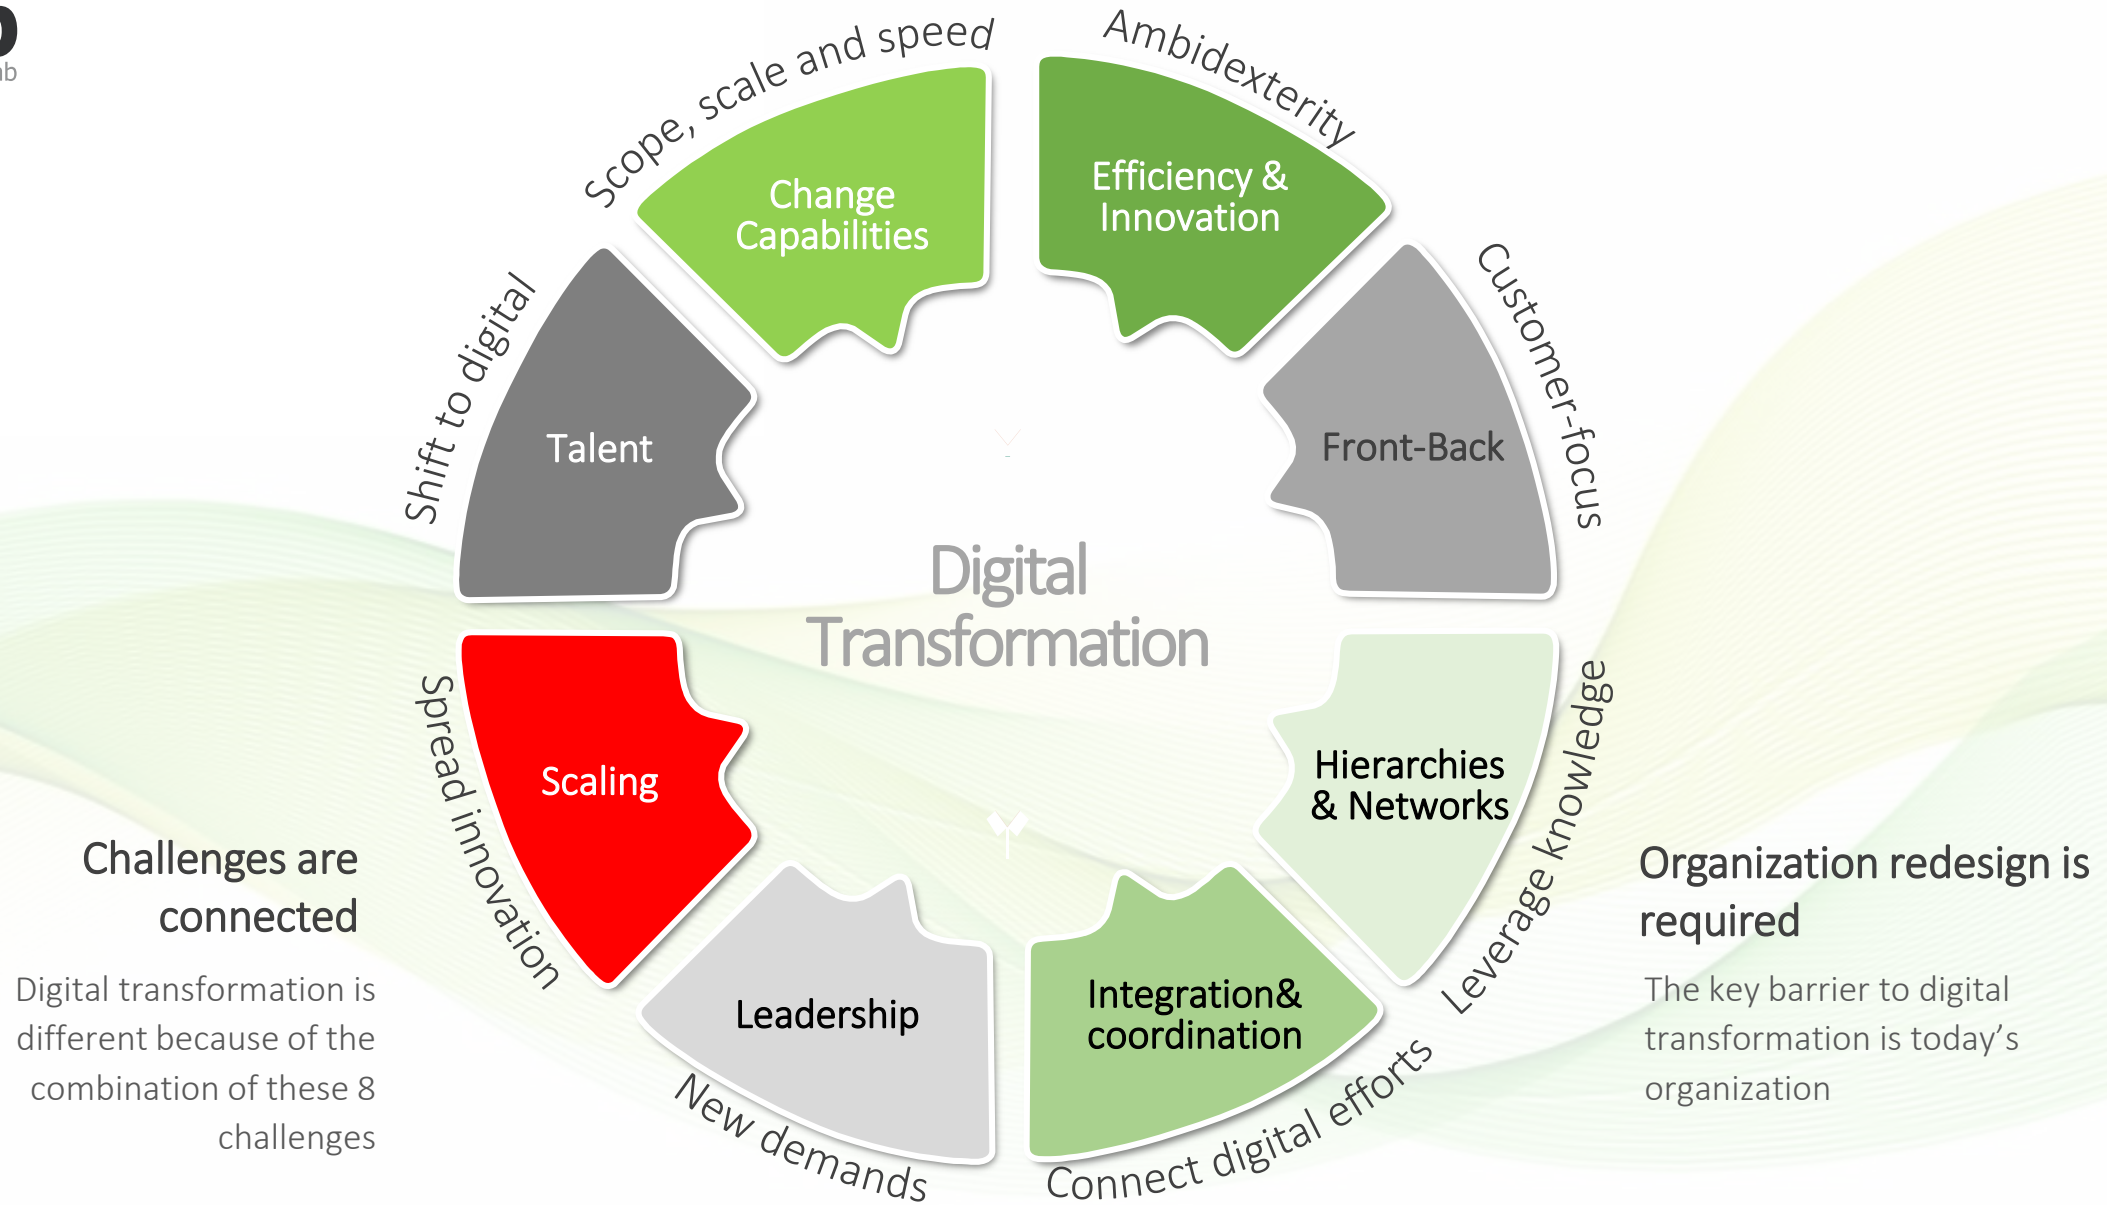 Scope, scale and speed
Ambidexterity
Change
Capabilities
Efficiency &
Innovation
Shift to digital
Customer-focus
Talent
Front-Back
Digital
Transformation
Spread innovation
Leverage knowledge
Scaling
Hierarchies
& Networks
Leadership
Integration&
coordination
New demands
Connect digital efforts
Challenges are
connected
Digital transformation is
different because of the
combination of these 8
challenges
Organization redesign is
required
The key barrier to digital
transformation is today’s
organization